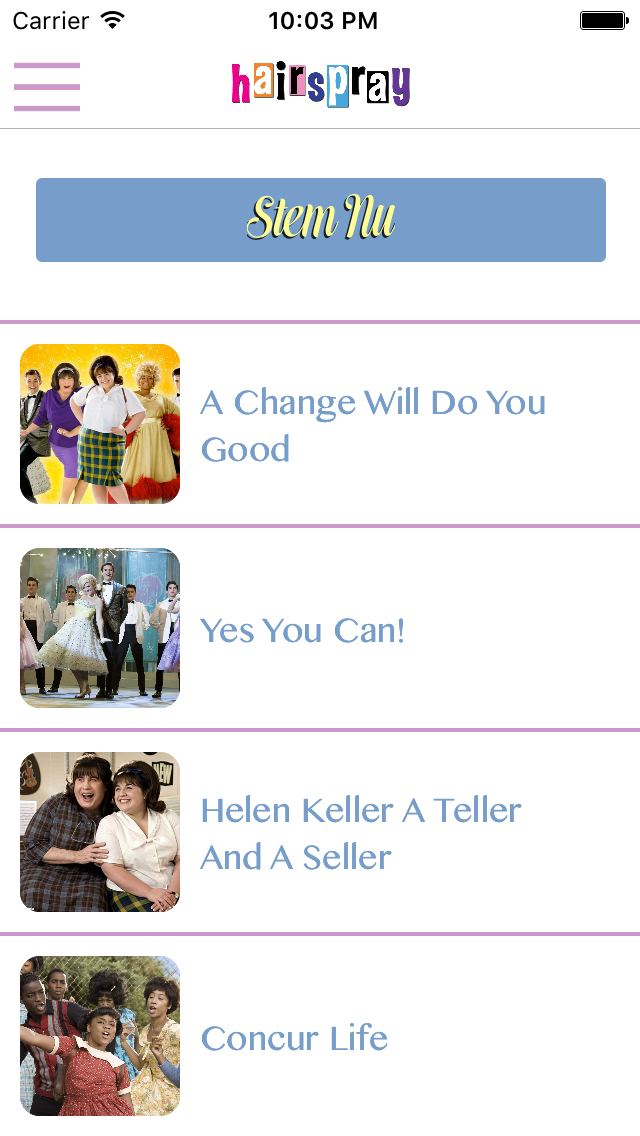 Carrier 10:03 PM
hairspray
Stem Nu
A Change Will Do You
Good
Yes You Can!
NEW
Helen Keller A Teller
And A Seller
Concur Life